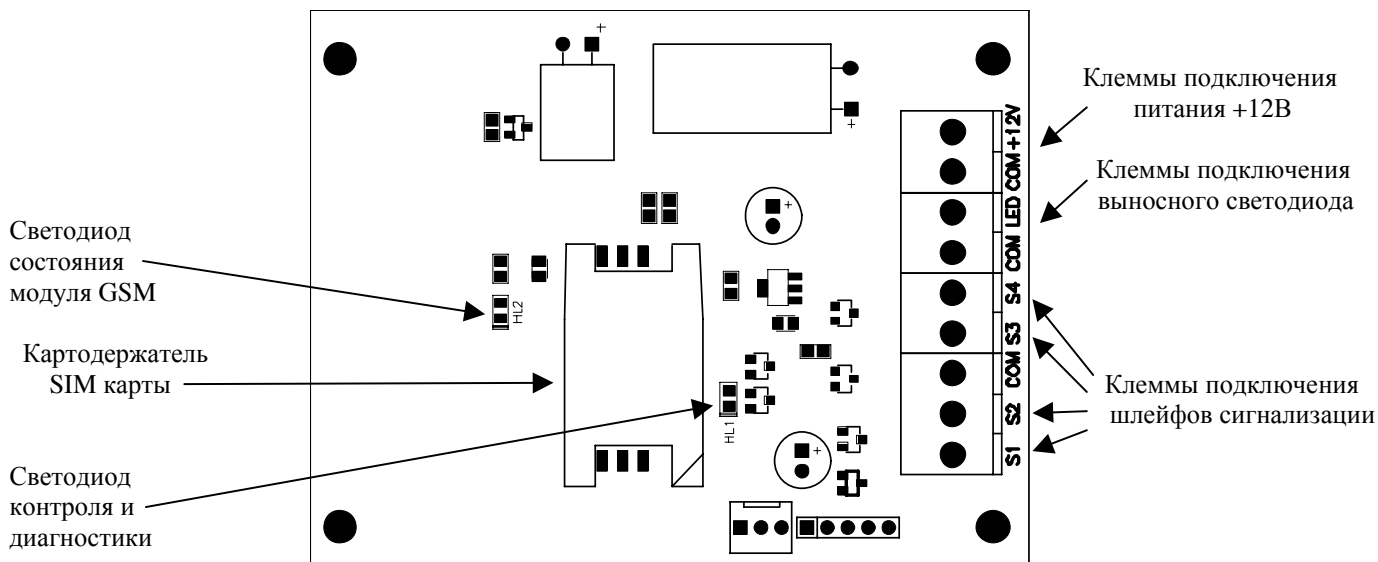 Клеммы подключения
питания +12В
Клеммы подключения
выносного светодиода
Светодиод
состояния
модуля GSM
Картодержатель
SIM карты
Клеммы подключения
шлейфов сигнализации
Светодиод
контроля и
диагностики
+12V
COM
LED
COM
S4
S3
COM
S2
S1
HL2
HL1
+
+
+
+